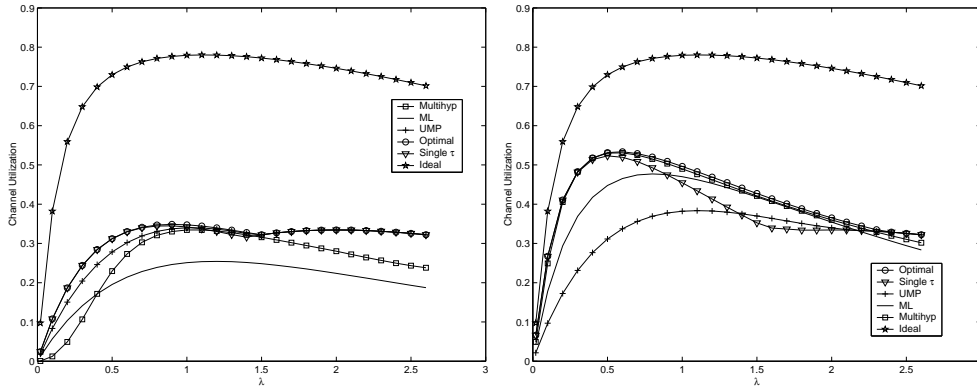 0.9
0.8
0.7
0.6
0.5
0.4
0.3
0.2
0.1
0
Channel Utilization
0 0.5 1 1.5 2 2.5 3
λ
Multihyp
ML
UMP
Optimal
Single τ
Ideal
0.9
0.8
0.7
0.6
0.5
0.4
0.3
0.2
0.1
0
Channel Utilization
0 0.5 1 1.5 2 2.5
λ
Optimal
Single τ
UMP
ML
Multihyp
Ideal